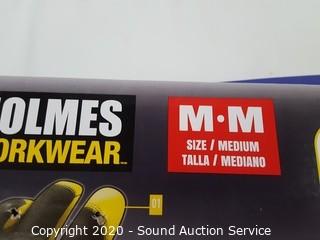 OLMES
ORKWEAR
M·M
SIZE / MEDIUM
TALLA / MEDIANO
01
Copyright 2020 - Sound Auction Service